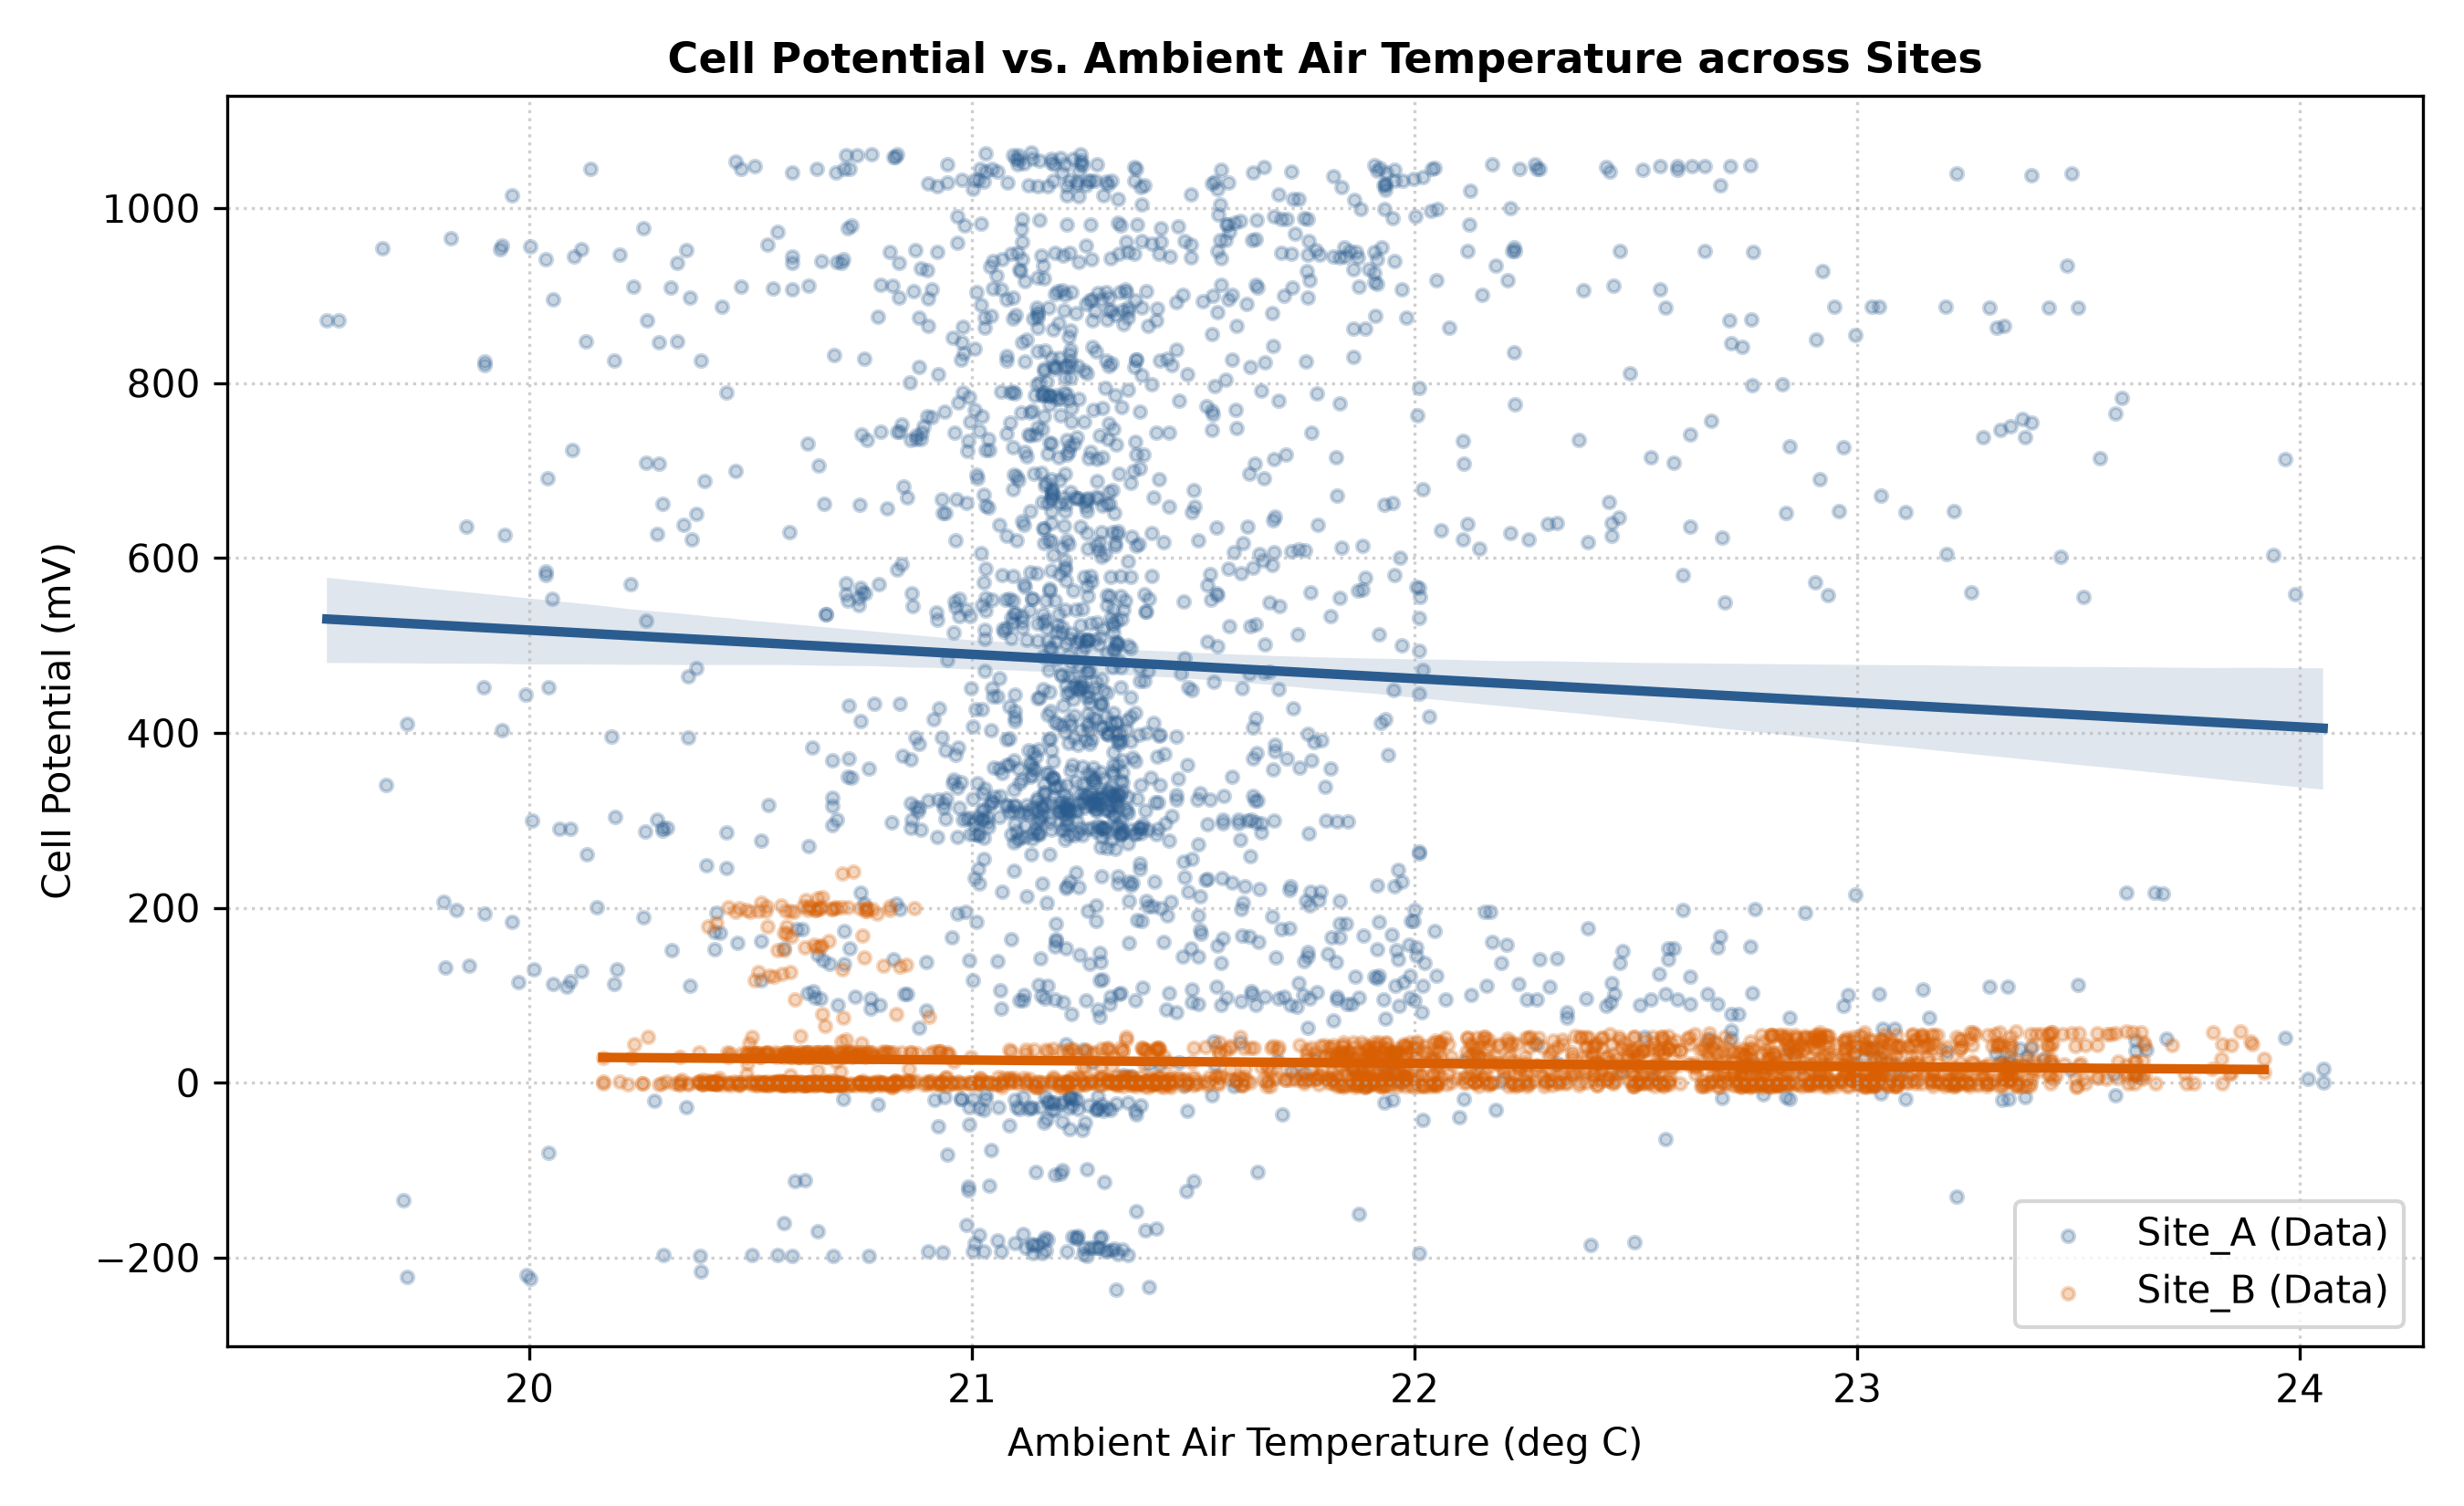 Cell Potential vs. Ambient Air Temperature across Sites
Cell Potential (mV)
1000
800
600
400
200
0
−200
20
21
22
23
24
Ambient Air Temperature (deg C)
Site_A (Data)
Site_B (Data)